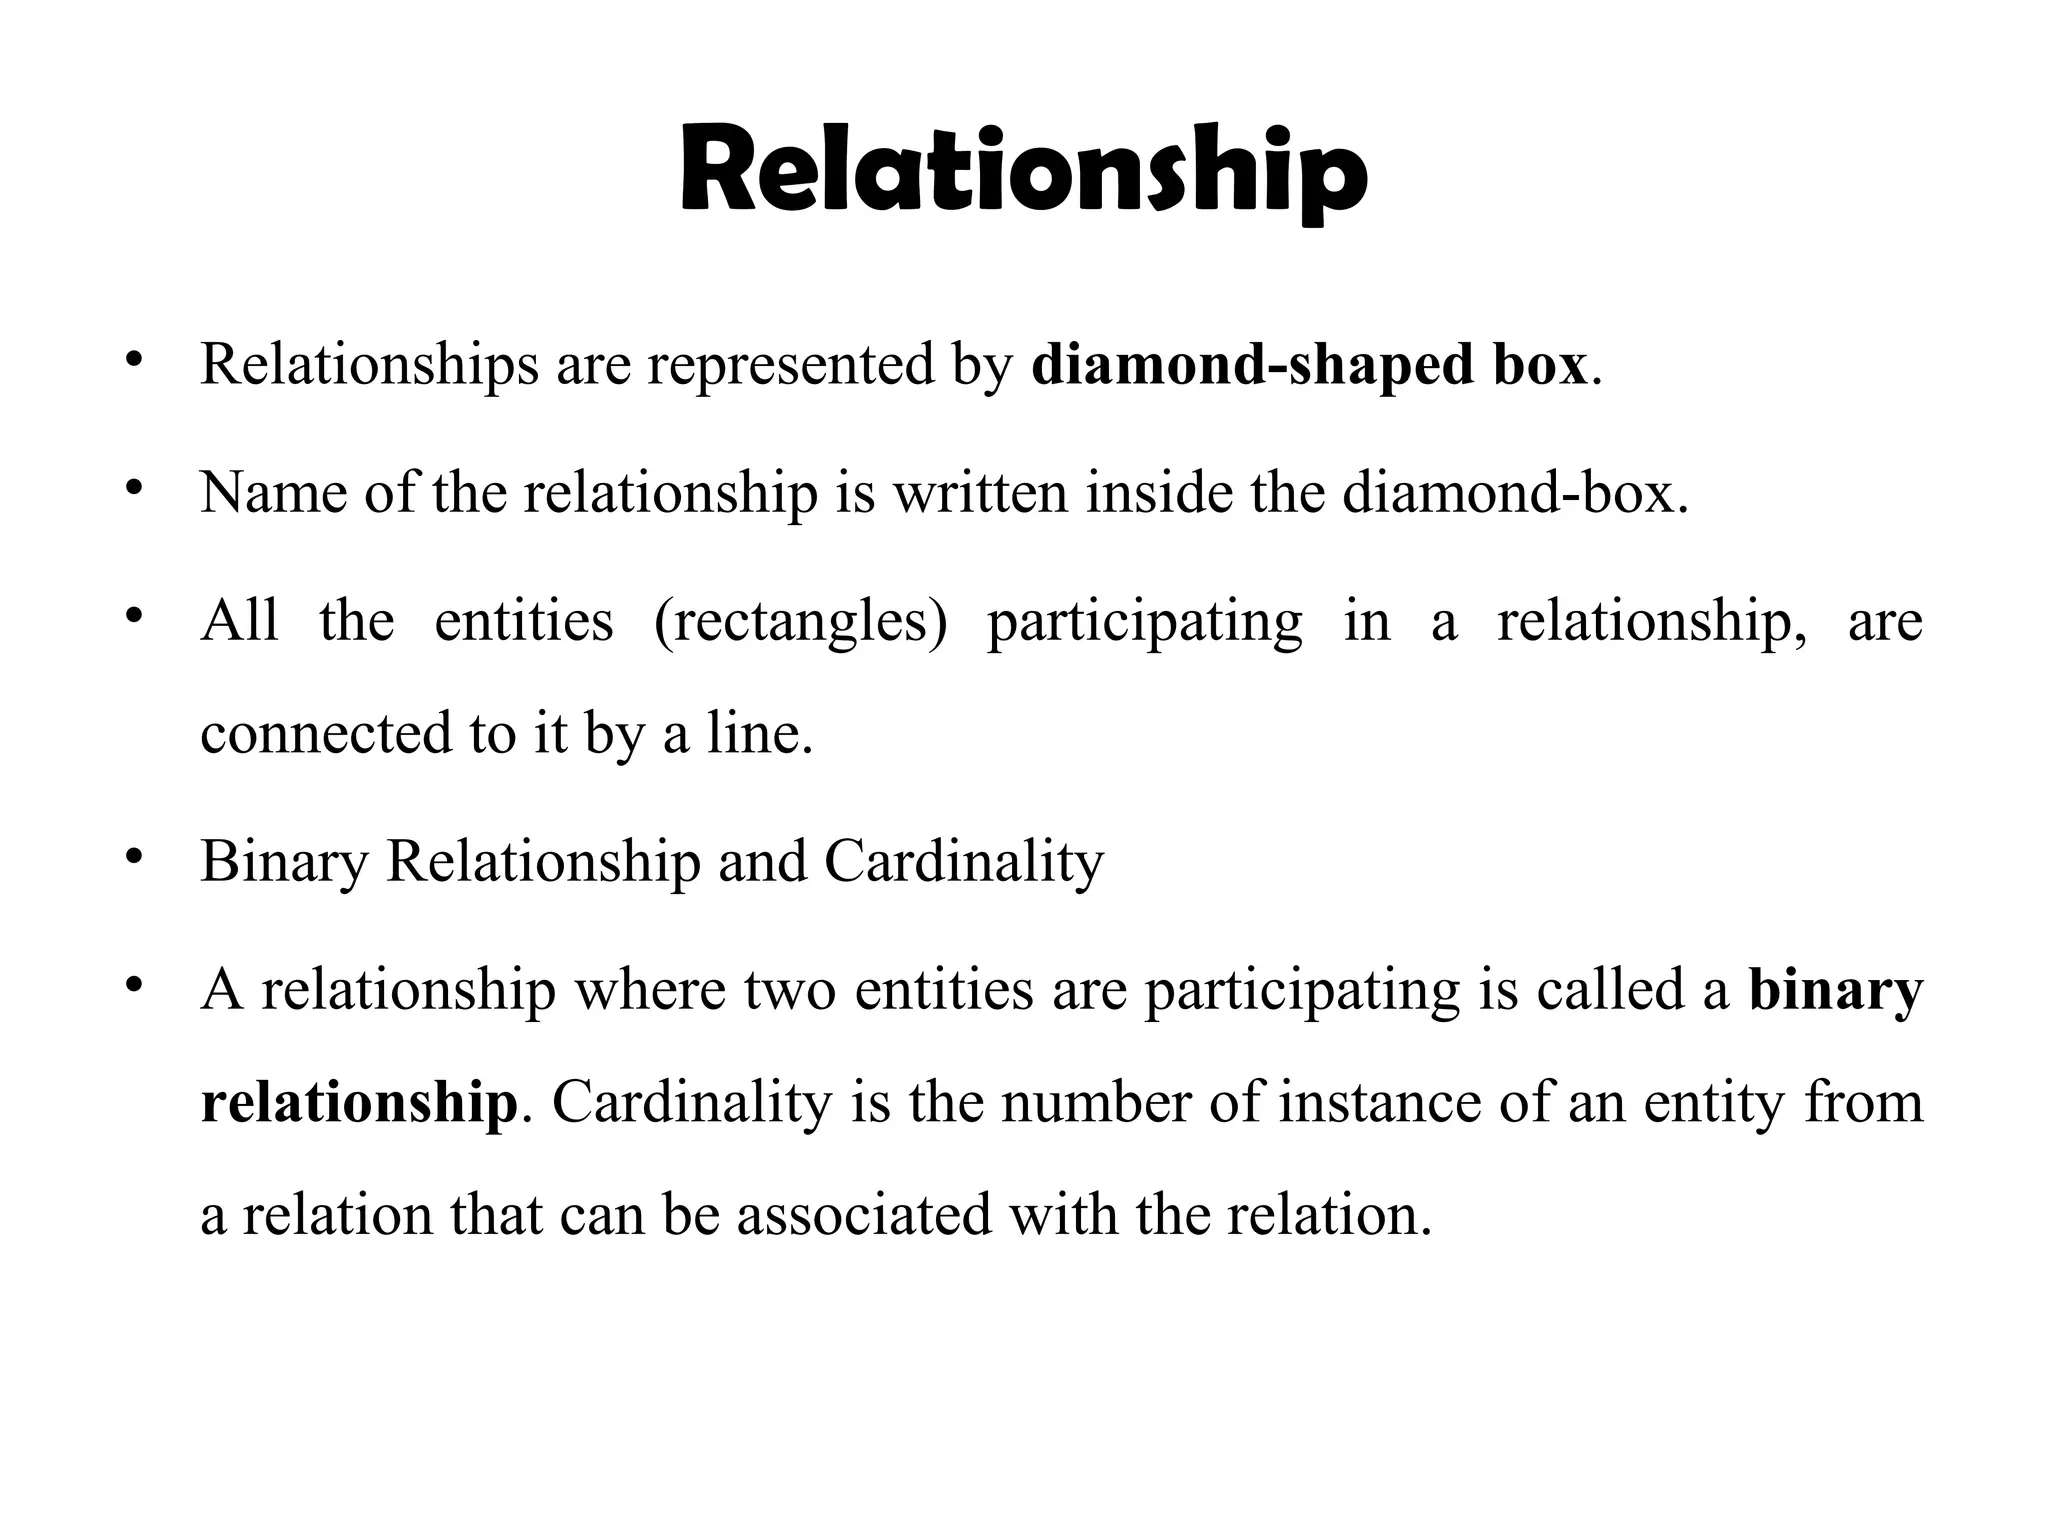 Relationship
• Relationships are represented by diamond-shaped box.
• Name of the relationship is written inside the diamond-box.
• All the entities (rectangles) participating in a relationship, are
connected to it by a line.
• Binary Relationship and Cardinality
• A relationship where two entities are participating is called a binary
relationship. Cardinality is the number of instance of an entity from
a relation that can be associated with the relation.